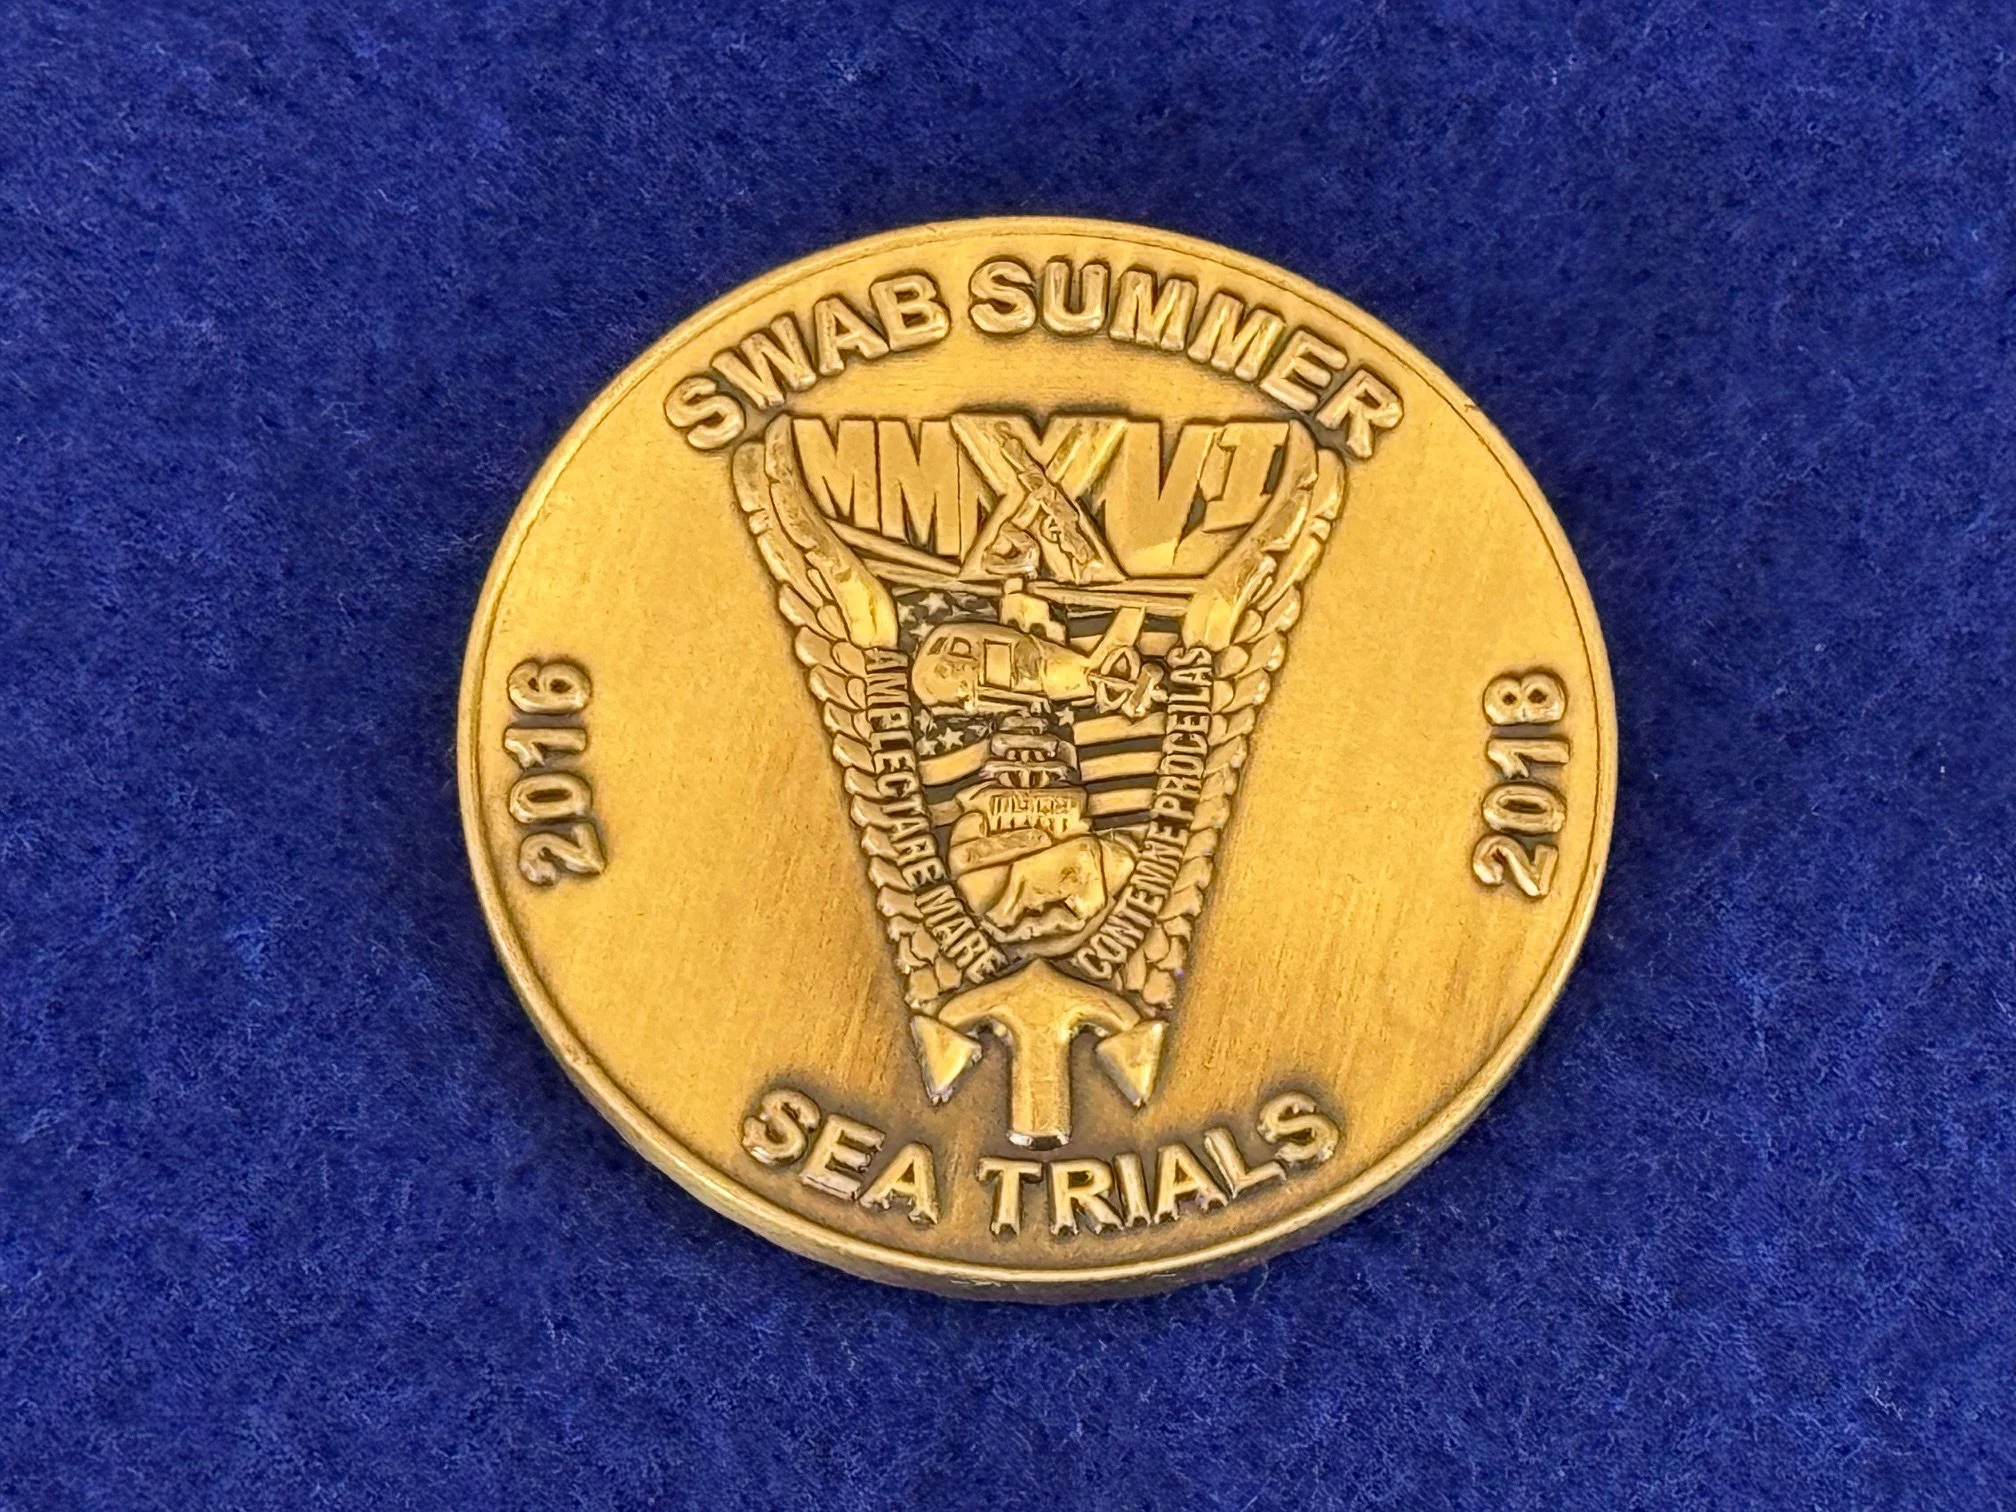 SWAB SUMMER
MMXVI
2016
AMPLECTARE MARE
CONTEMNE PROCELLAS
2018
SEA TRIALS